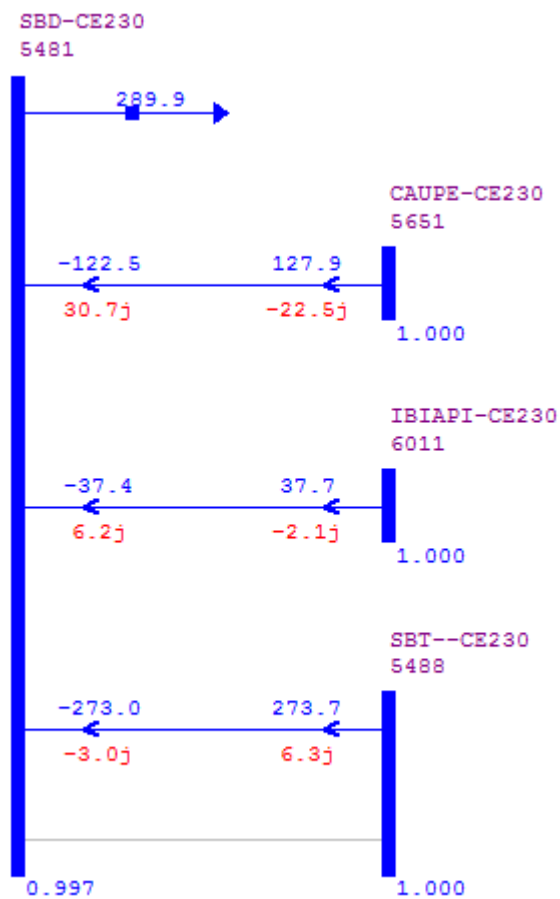 SBD-CE230
5481
289.9
CAUPE-CE230
5651
-122.5 127.9
30.7j -22.5j
1.000
IBIAPI-CE230
6011
-37.4 37.7
6.2j -2.1j
1.000
SBT--CE230
5488
-273.0 273.7
-3.0j 6.3j
0.997 1.000